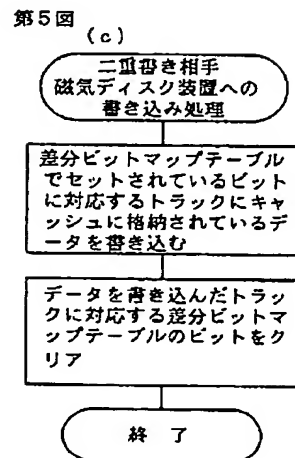 第5図
(c)
二重書き相手
磁気ディスク装置への
書き込み処理
差分ビットマップテーブル
でセットされているビット
に対応するトラックにキャ
ッシュに格納されているデ
ータを書き込む
データを書き込んだトラッ
クに対応する差分ビットマ
ップテーブルのビットをク
リア
終了